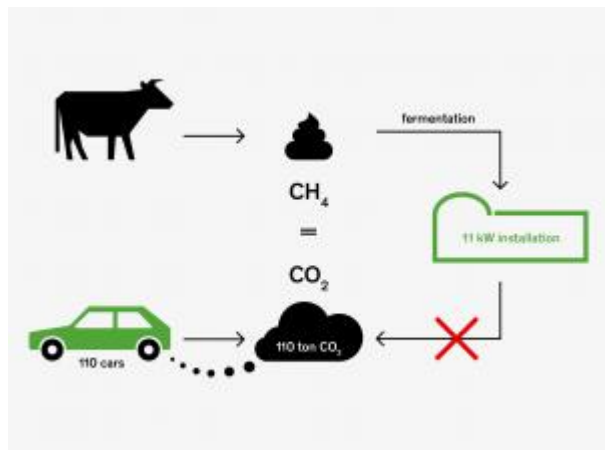 fermentation
CH₄
=
11 kW installation
CO₂
110 ton CO₂
110 cars